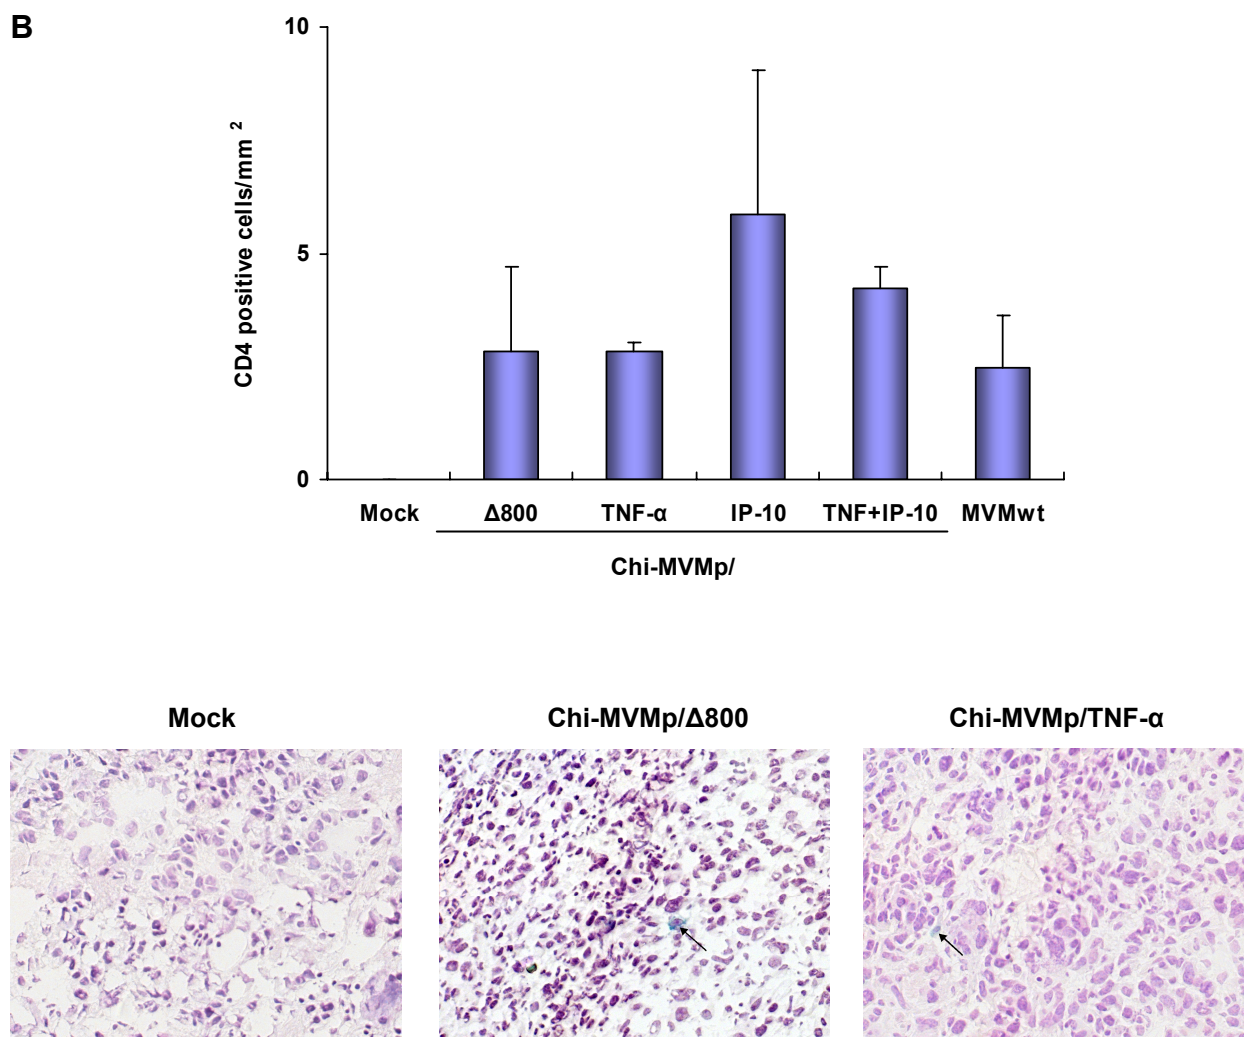 B
10
5
0
CD4 positive cells/mm 2
Mock Δ800 TNF-α IP-10 TNF+IP-10 MVMwt
Chi-MVMp/
Mock Chi-MVMp/Δ800 Chi-MVMp/TNF-α